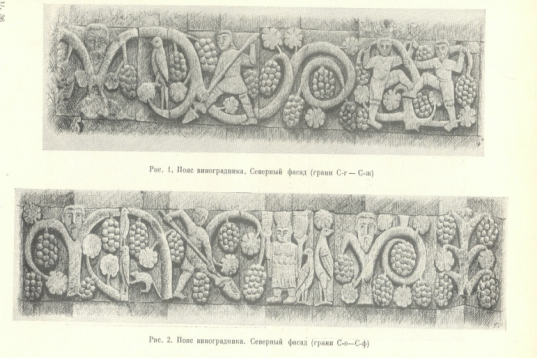 Рис. 1. Пояс виноградника. Северный фасад (грани С-г — С-ж)
Рис. 2. Пояс виноградника. Северный фасад (грани С-о—С-ф)